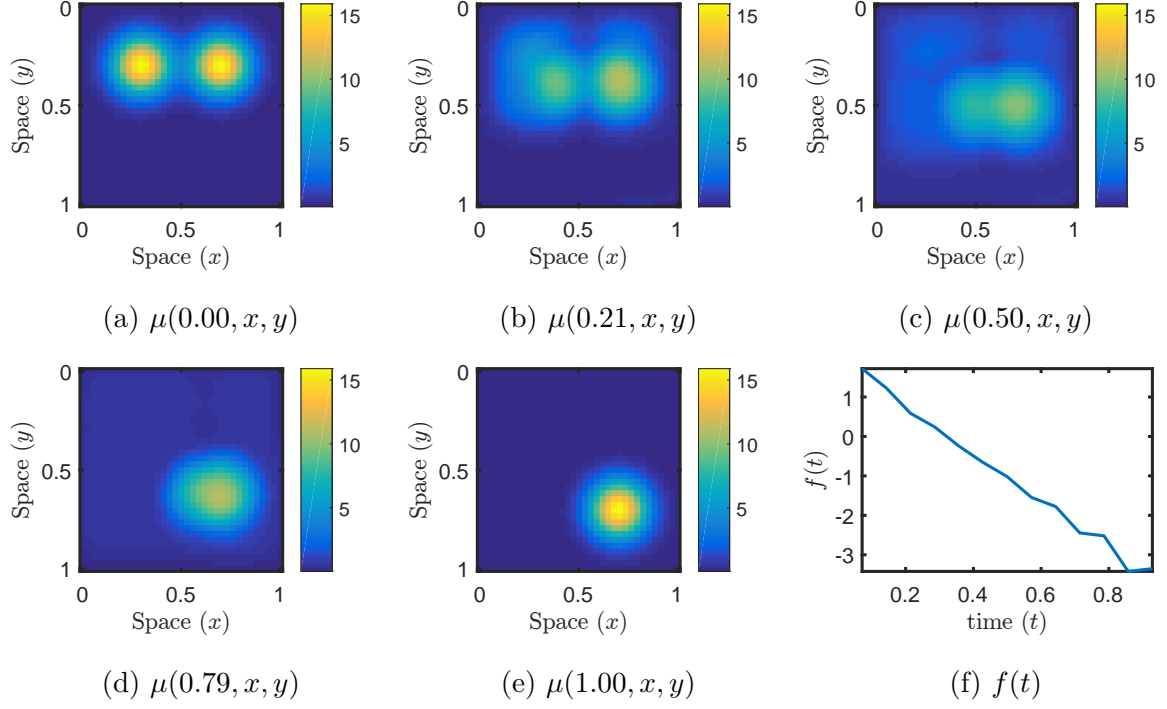 0
0.5
1
Space (y)
0 0.5 1
Space (x)
15
10
5
(a) μ(0.00, x, y)
0
0.5
1
Space (y)
0 0.5 1
Space (x)
15
10
5
(b) μ(0.21, x, y)
0
0.5
1
Space (y)
0 0.5 1
Space (x)
15
10
5
(c) μ(0.50, x, y)
0
0.5
1
Space (y)
0 0.5 1
Space (x)
15
10
5
(d) μ(0.79, x, y)
0
0.5
1
Space (y)
0 0.5 1
Space (x)
15
10
5
(e) μ(1.00, x, y)
1
0
-1
-2
-3
f(t)
0.2 0.4 0.6 0.8
time (t)
(f) f(t)